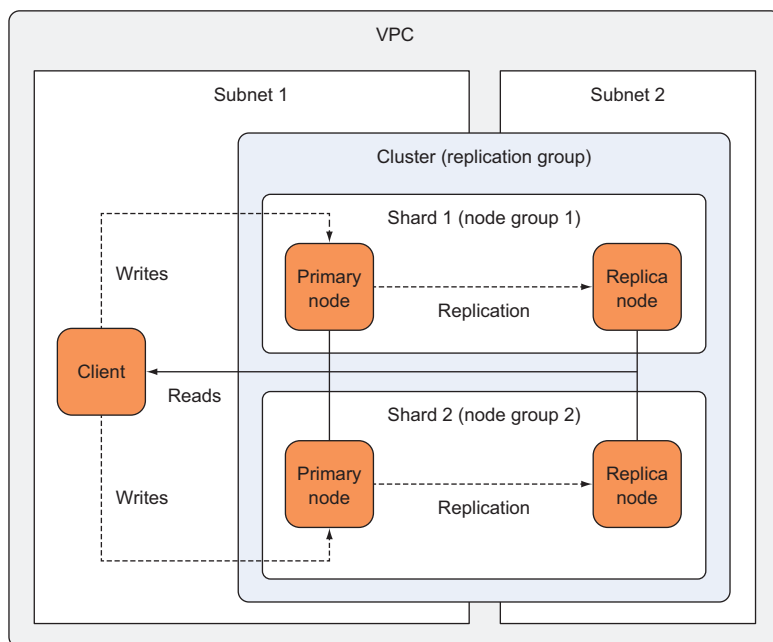 VPC
Subnet 1
Subnet 2
Cluster (replication group)
Shard 1 (node group 1)
Primary
node
Replica
node
Writes
Replication
Client
Reads
Shard 2 (node group 2)
Primary
node
Replica
node
Writes
Replication